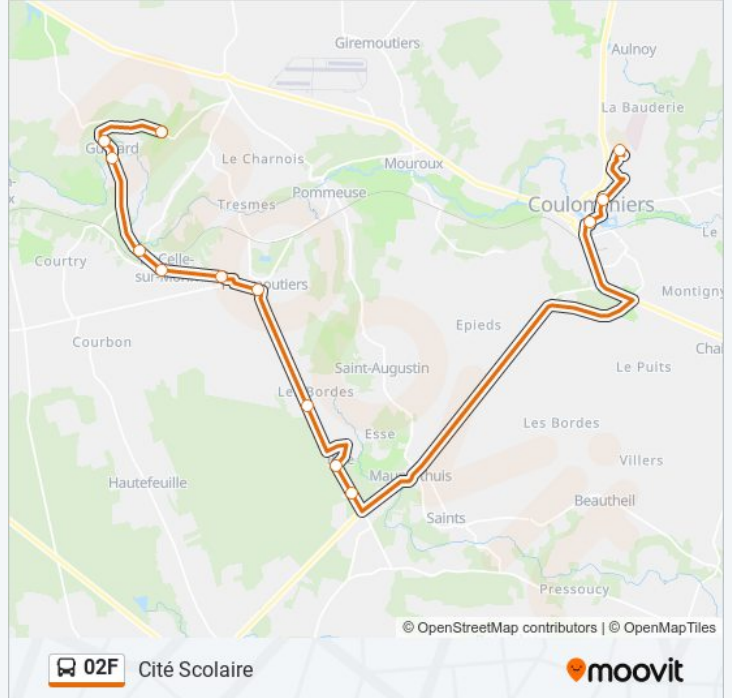 Giremoutiers
Aulnoy
La Bauderie
Le Charnois
Mouroux
Pommeuse
Tresmes
Coulommiers
Le
Courtry
Montigny
Epieds
Courbon
Cha
Le Puits
Saint-Augustin
Les Bordes
Esse
Les Bordes
Villers
Hautefeuille
Beautheil
Saints
Pressoucy
© OpenStreetMap contributors | © OpenMapTiles
02F Cité Scolaire
moovit